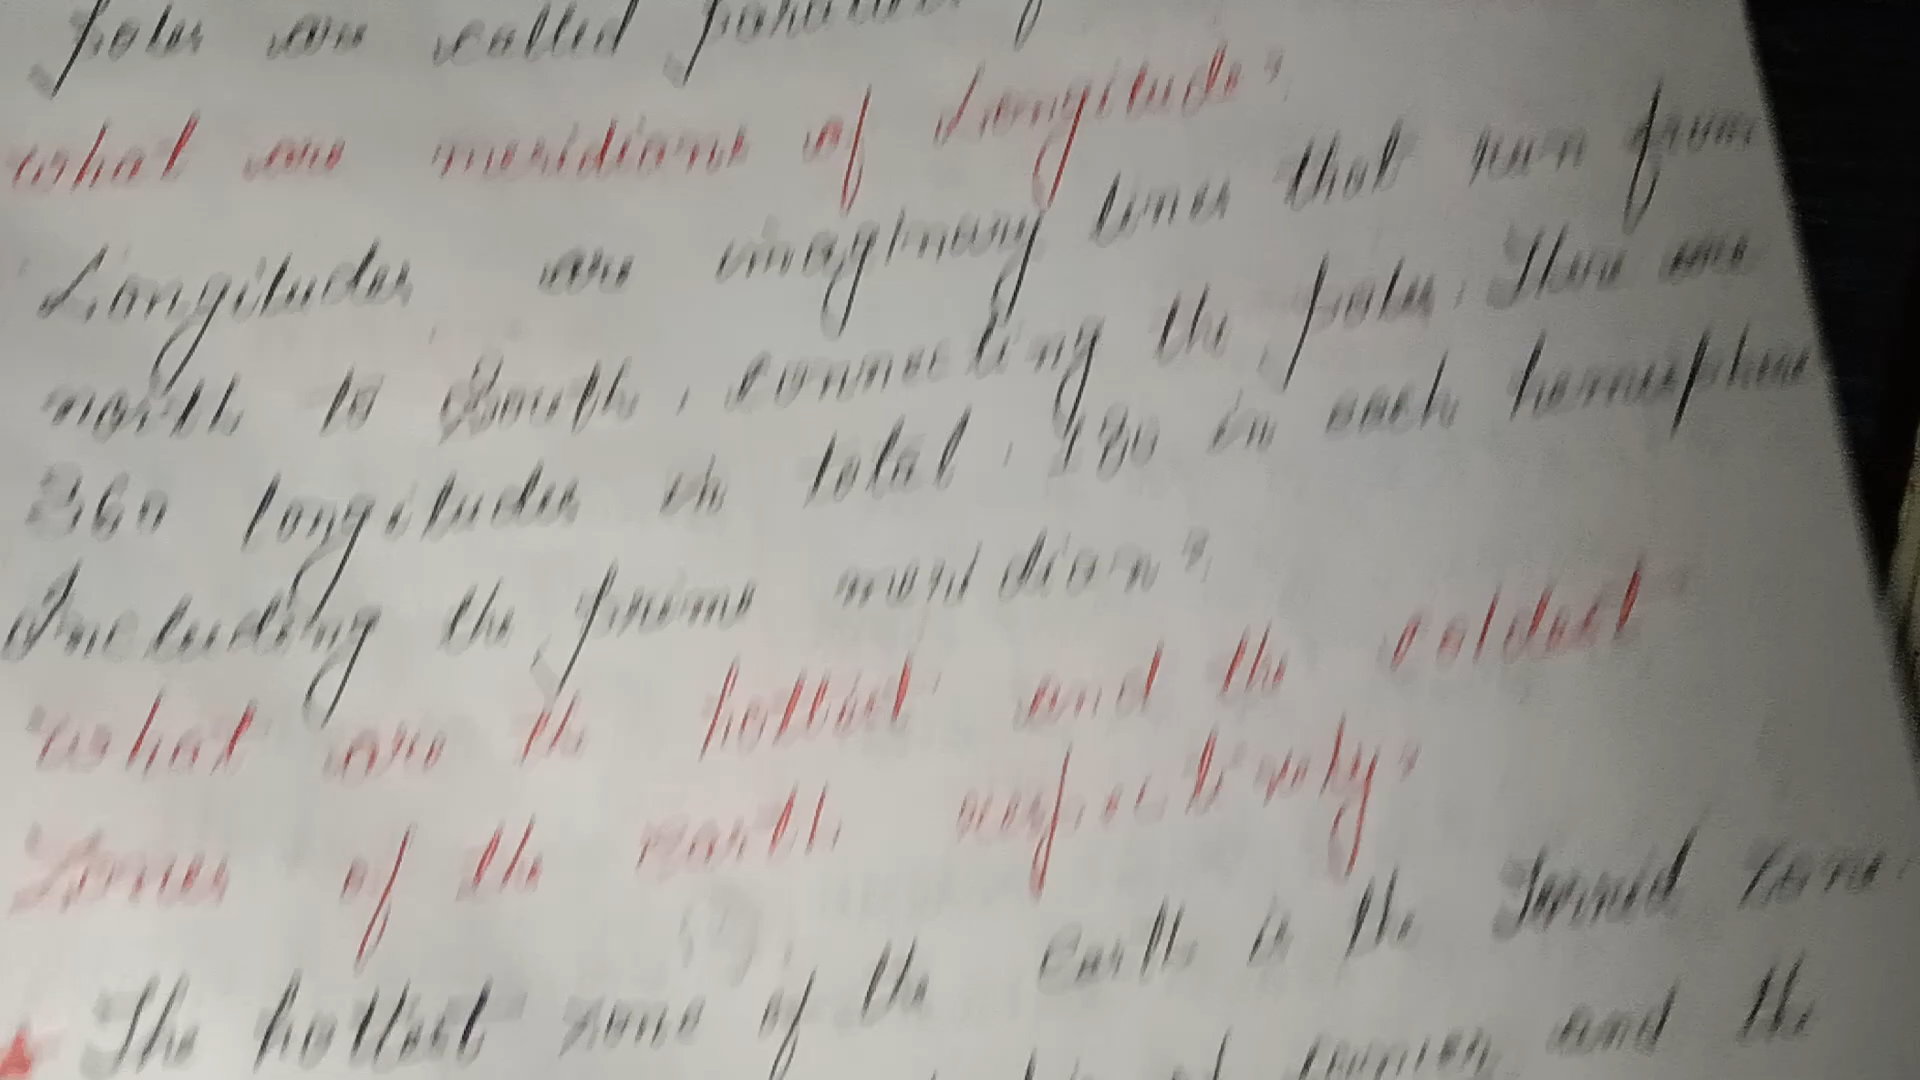 Poles are called
What are meridians of Longitude?
Longitudes are imaginary lines that run from
north to South, connecting the poles. There are
360 longitudes in total, 180 in each hemisphere
Including the prime meridian?
What are the hottest and the coldest
Zones of the earth respectively?
The hottest zone of the Earth is the Torrid zone.
and the